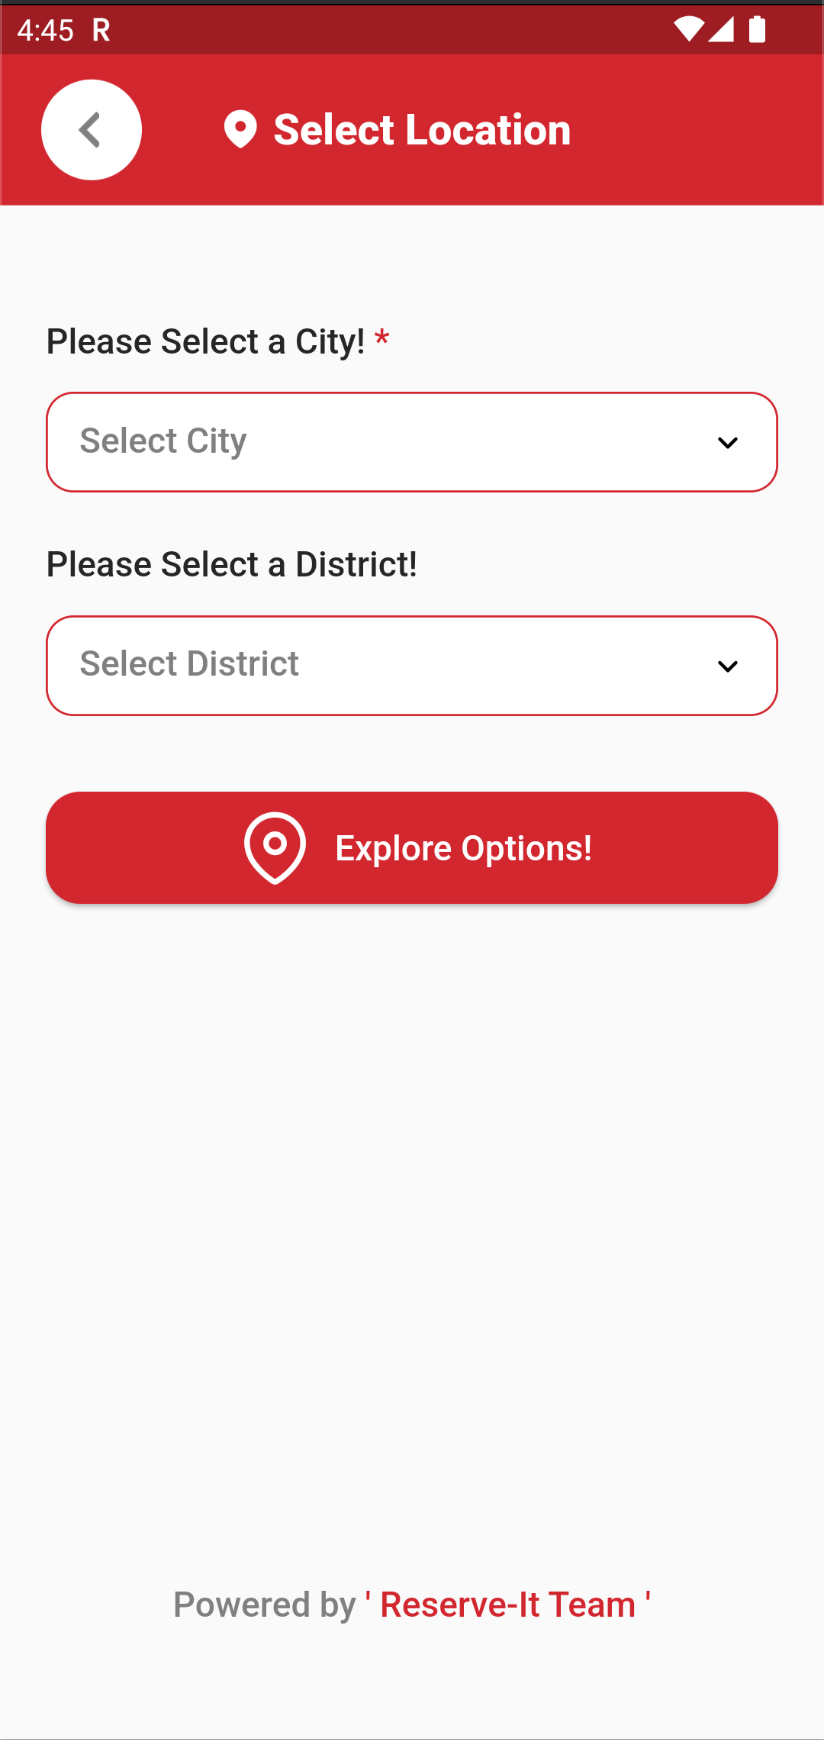 4:45 R
Select Location
Please Select a City! *
Select City
Please Select a District!
Select District
Explore Options!
Powered by ' Reserve-It Team '